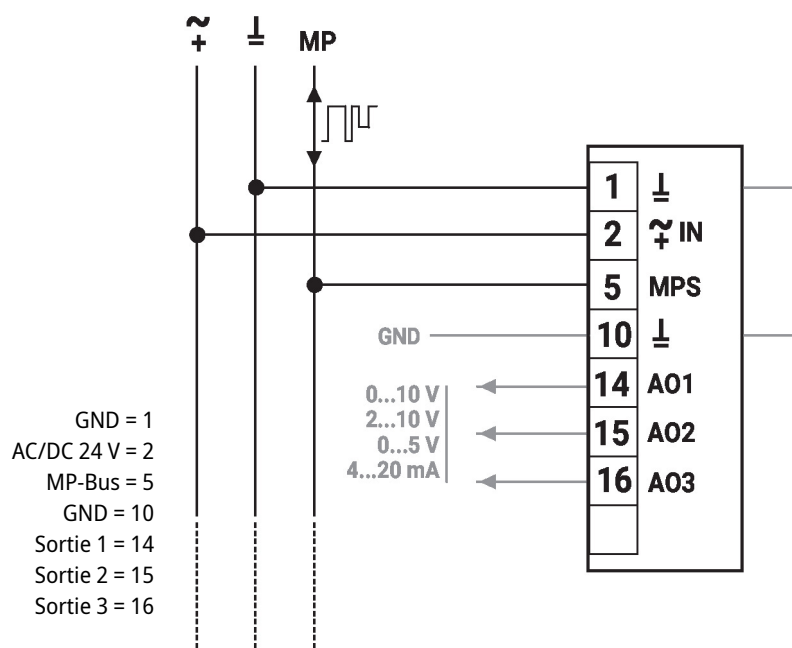 ~
+
⊥
MP
1 ⊥
2 ~+ IN
5 MPS
GND 10 ⊥
14 AO1
15 AO2
16 AO3
0...10 V
2...10 V
0...5 V
4...20 mA
GND = 1
AC/DC 24 V = 2
MP-Bus = 5
GND = 10
Sortie 1 = 14
Sortie 2 = 15
Sortie 3 = 16